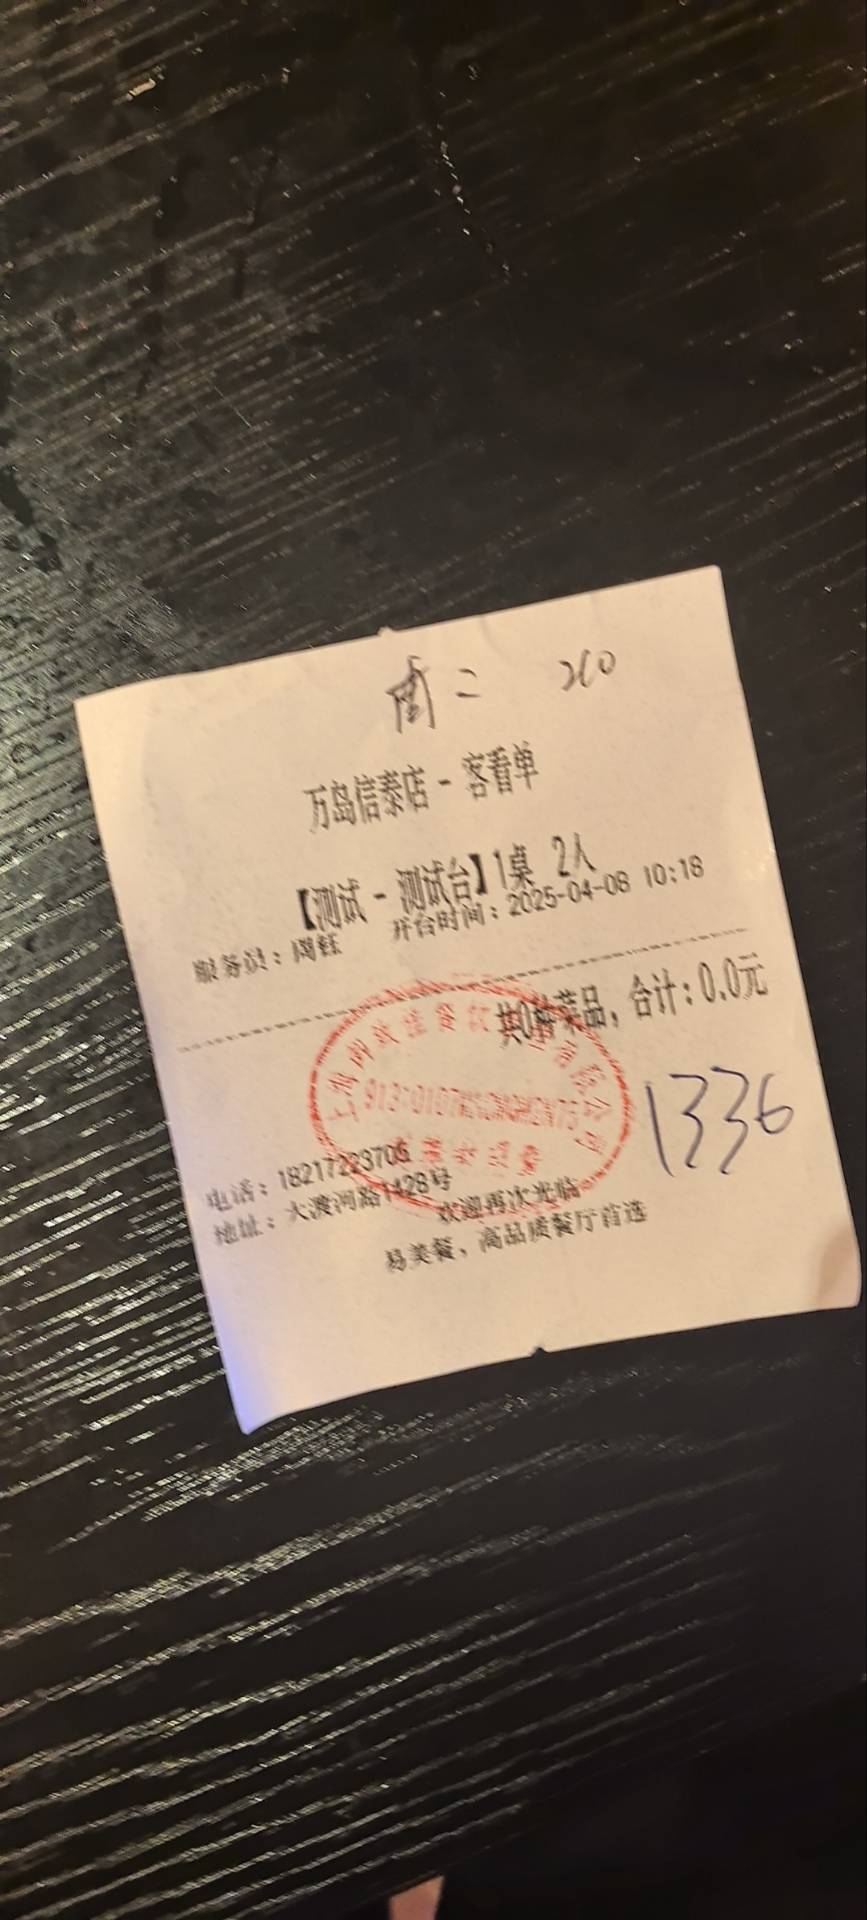 周二 210
万岛信泰店 - 客看单
【测试 - 测试台】1桌 2人
服务员：周钰 开台时间：2025-04-08 10:18
共0种菜品，合计：0.0元
1336
电话：18217223706
地址：大渡河路1428号
欢迎再次光临
易美餐，高品质餐厅首选